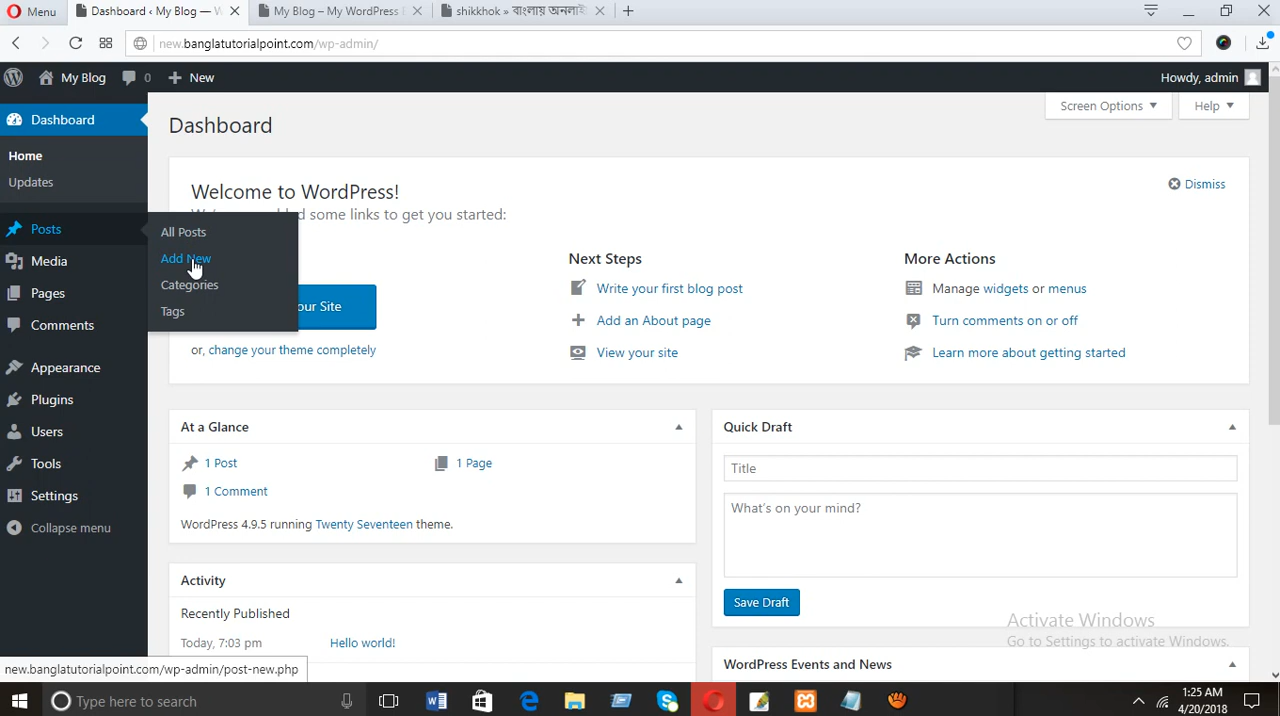 Menu
Dashboard ‹ My Blog — W
My Blog – My WordPress
shikkhok » বাংলায় অনলাই
new.banglatutorialpoint.com/wp-admin/
My Blog
0
New
Howdy, admin
Dashboard
Home
Updates
Posts
Media
Pages
Comments
Appearance
Plugins
Users
Tools
Settings
Collapse menu
All Posts
Add New
Categories
Tags
Dashboard
Screen Options
Help
Welcome to WordPress!
Dismiss
some links to get you started:
our Site
or, change your theme completely
Next Steps
Write your first blog post
Add an About page
View your site
More Actions
Manage widgets or menus
Turn comments on or off
Learn more about getting started
At a Glance
1 Post
1 Page
1 Comment
WordPress 4.9.5 running Twenty Seventeen theme.
Activity
Recently Published
Today, 7:03 pm
Hello world!
Quick Draft
Title
What's on your mind?
Save Draft
WordPress Events and News
Activate Windows
Go to Settings to activate Windows.
new.banglatutorialpoint.com/wp-admin/post-new.php
Type here to search
1:25 AM
4/20/2018